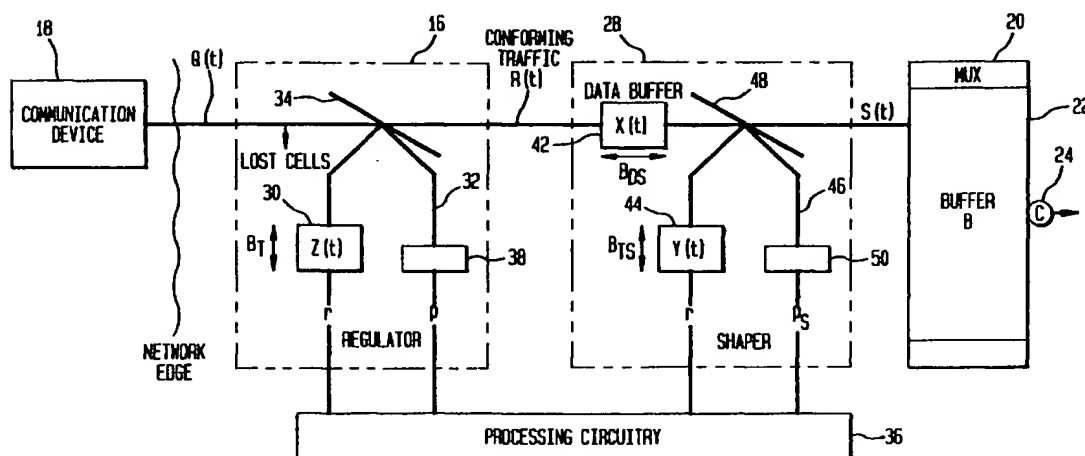 18
COMMUNICATION
DEVICE
Q(t)
NETWORK
EDGE
16
34
LOST CELLS
30
Z(t)
B_T
32
38
r
p
REGULATOR
CONFORMING
TRAFFIC
R(t)
28
DATA BUFFER
X(t)
42
B_DS
48
44
Y(t)
B_TS
46
50
r
p_S
SHAPER
S(t)
20
MUX
22
BUFFER
B
24
C
PROCESSING CIRCUITRY
36